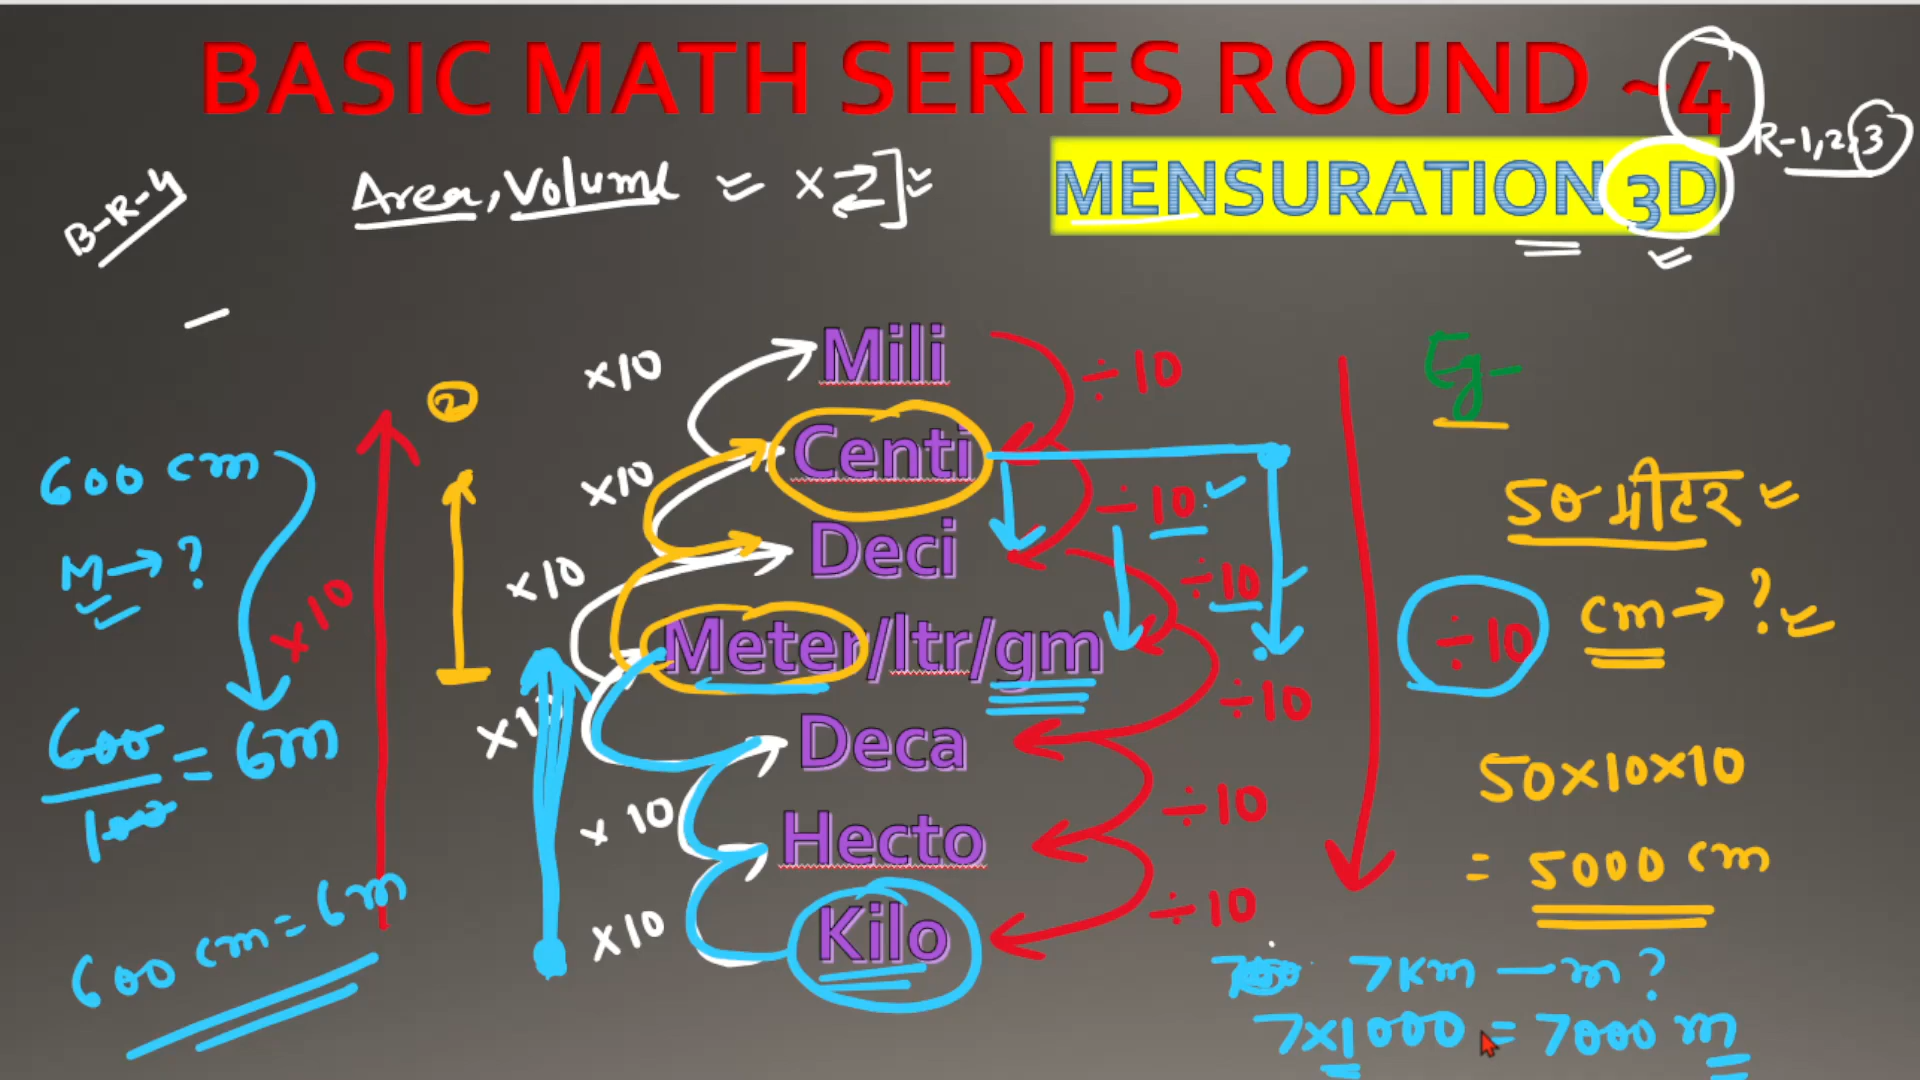 BASIC MATH SERIES ROUND ~4
R-1,2,3
MENSURATION 3D
B-R-4
Area, Volume = ×
Mili
Centi
Deci
Meter/ltr/gm
Deca
Hecto
Kilo
×10
×10
×10
×10
×10
÷10
÷10
÷10
÷10
÷10
÷10
2
×10
600 cm
M→?
600/100 = 6m
600 cm = 6m
Eg-
50 मीटर =
cm → ?
÷10
50×10×10
= 5000 cm
7Km — m?
7×1000 = 7000 m